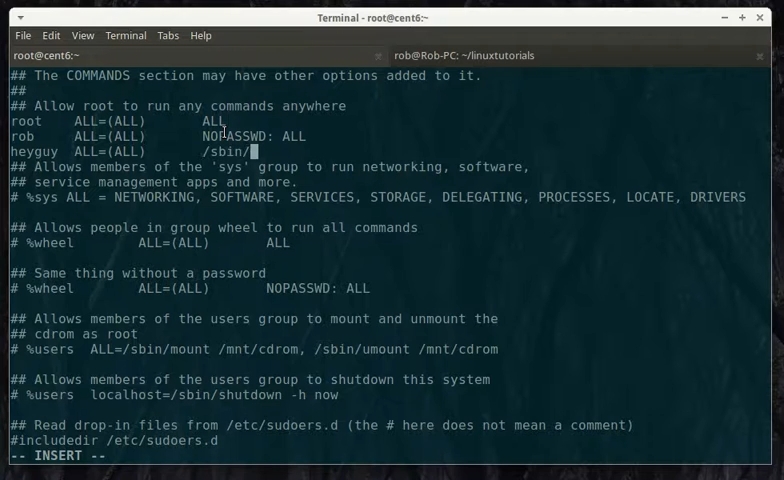 Terminal - root@cent6:~
File Edit View Terminal Tabs Help
root@cent6:~ rob@Rob-PC: ~/linuxtutorials
## The COMMANDS section may have other options added to it.
##
## Allow root to run any commands anywhere
root    ALL=(ALL)       ALL
rob     ALL=(ALL)       NOPASSWD: ALL
heyguy  ALL=(ALL)       /sbin/
## Allows members of the 'sys' group to run networking, software,
## service management apps and more.
# %sys ALL = NETWORKING, SOFTWARE, SERVICES, STORAGE, DELEGATING, PROCESSES, LOCATE, DRIVERS
## Allows people in group wheel to run all commands
# %wheel        ALL=(ALL)       ALL
## Same thing without a password
# %wheel        ALL=(ALL)       NOPASSWD: ALL
## Allows members of the users group to mount and unmount the
## cdrom as root
# %users  ALL=/sbin/mount /mnt/cdrom, /sbin/umount /mnt/cdrom
## Allows members of the users group to shutdown this system
# %users  localhost=/sbin/shutdown -h now
## Read drop-in files from /etc/sudoers.d (the # here does not mean a comment)
#includedir /etc/sudoers.d
-- INSERT --